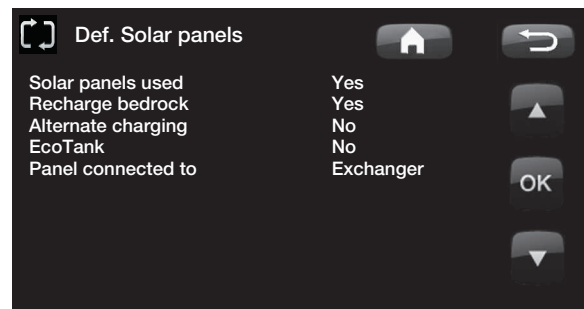 Def. Solar panels
Solar panels used Yes
Recharge bedrock Yes
Alternate charging No
EcoTank No
Panel connected to Exchanger
OK